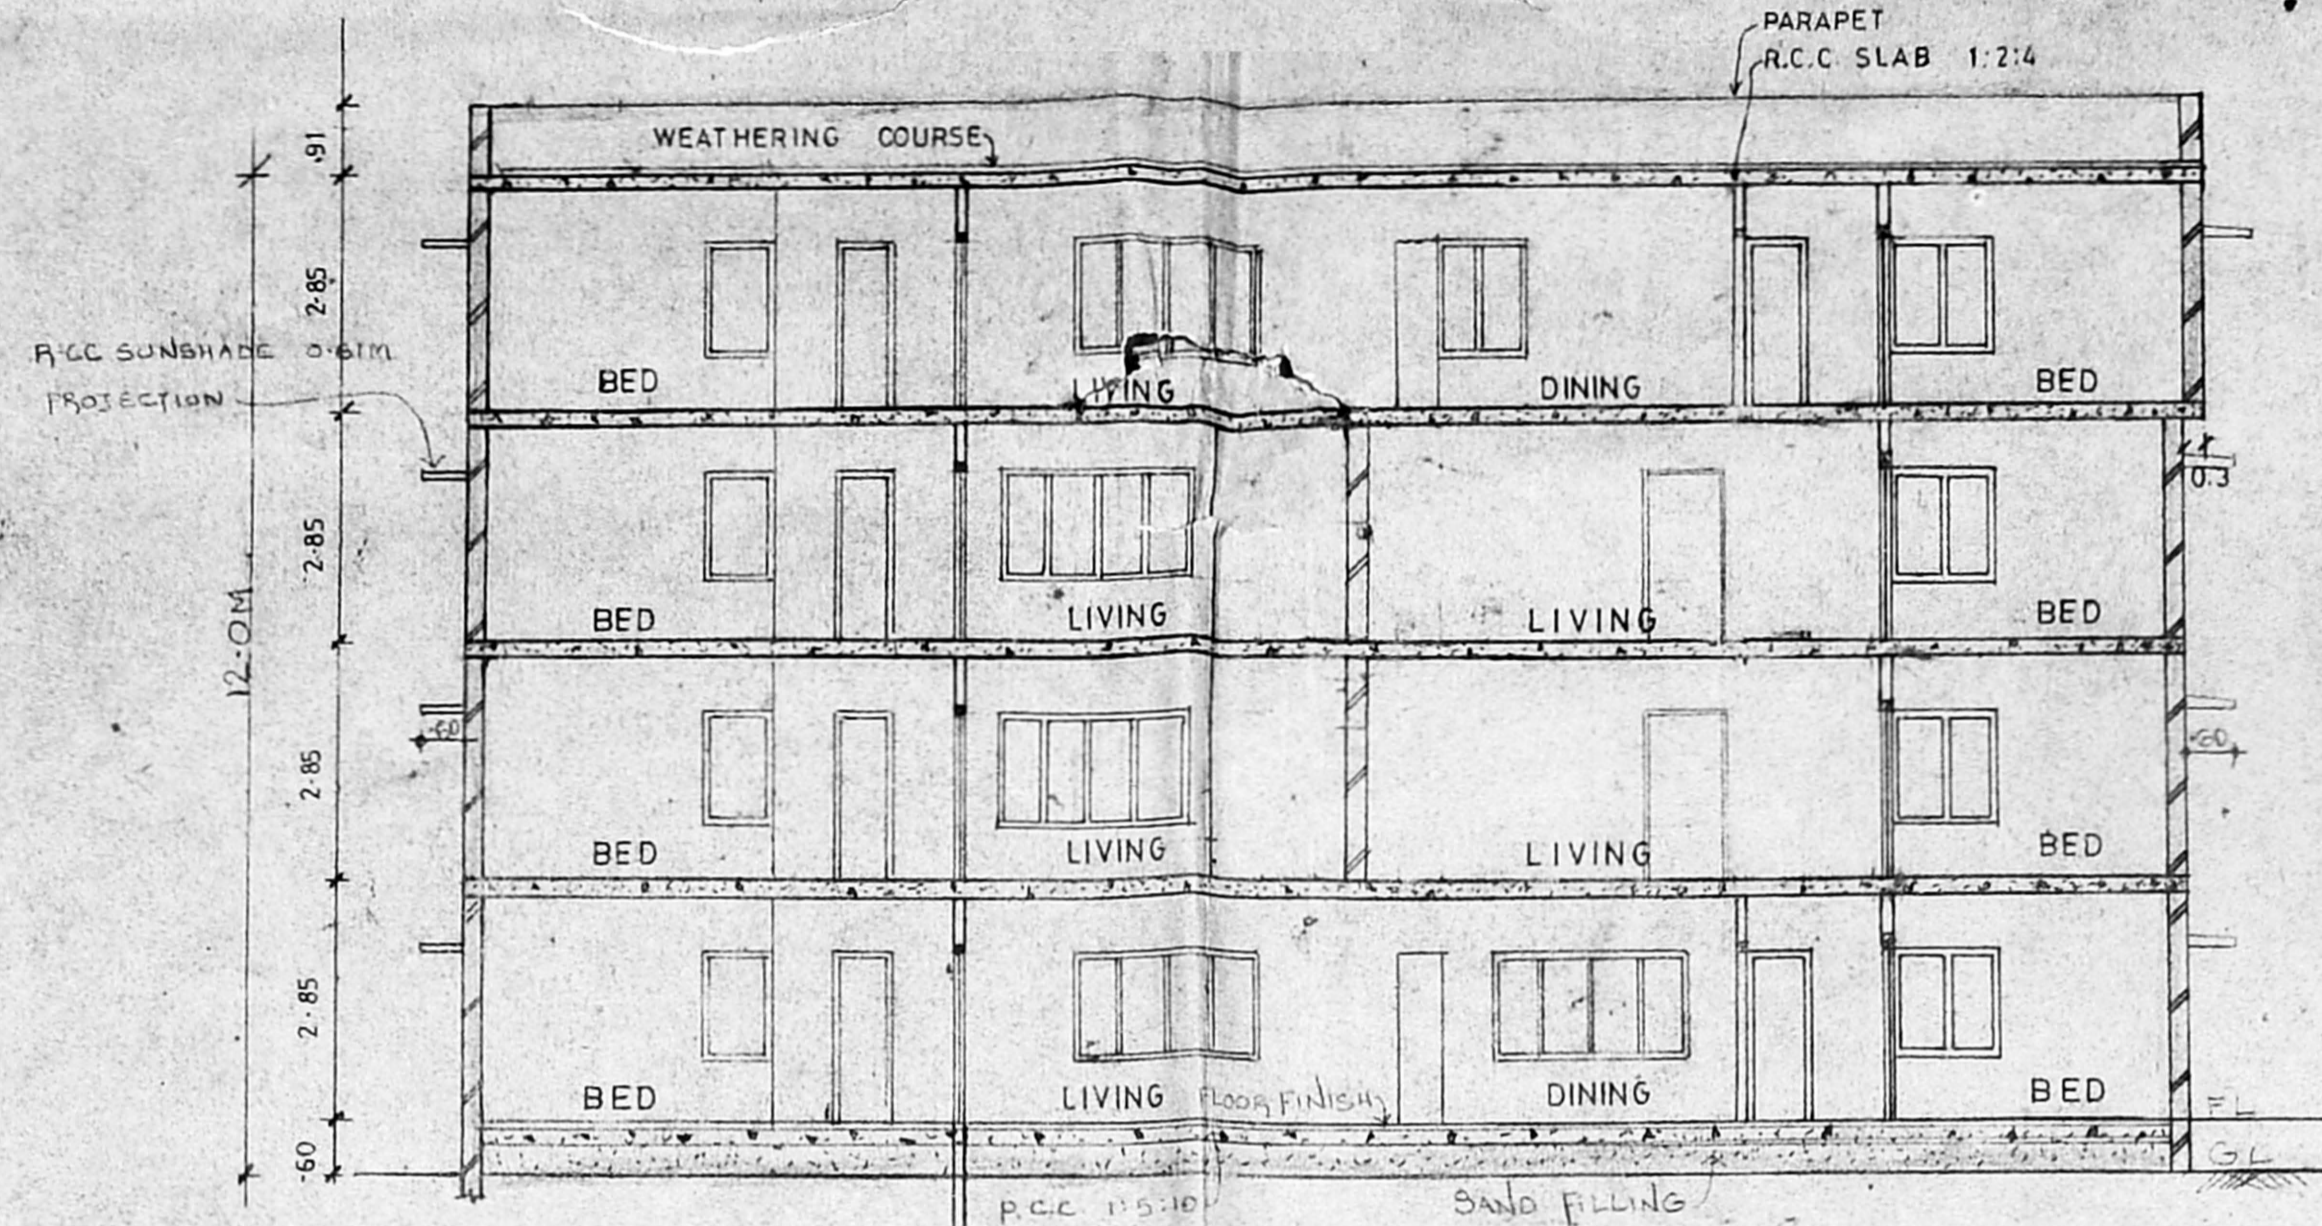 PARAPET
R.C.C. SLAB 1:2:4
WEATHERING COURSE
.91
2.85
R.C.C SUNSHADE 0.61M
PROJECTION
BED
LIVING
DINING
BED
0.3
2.85
12.0M
BED
LIVING
LIVING
BED
.60
.60
2.85
BED
LIVING
LIVING
BED
2.85
BED
LIVING
FLOOR FINISH
DINING
BED
FL
.60
GL
P.C.C 1:5:10
SAND FILLING